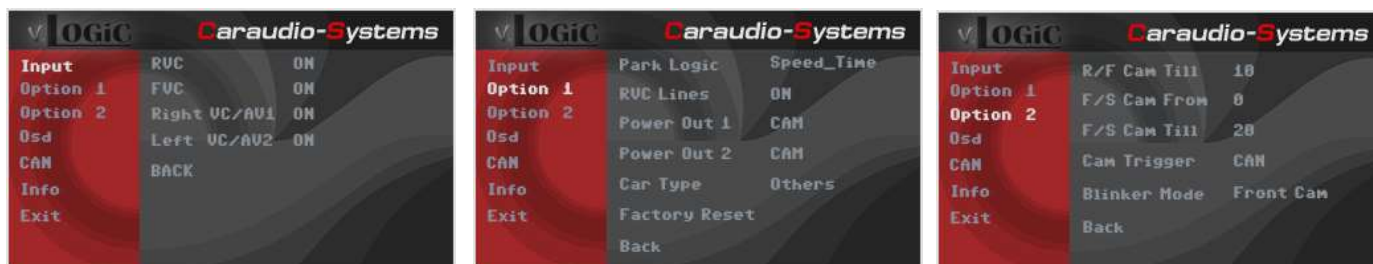 v.LOGiC Caraudio-Systems
Input RVC ON
Option 1 FVC ON
Option 2 Right VC/AV1 ON
Osd Left VC/AV2 ON
CAN
BACK
Info
Exit
v.LOGiC Caraudio-Systems
Input Park Logic Speed_Time
Option 1 RVC Lines ON
Option 2 Power Out 1 CAM
Osd
CAN Power Out 2 CAM
Info Car Type Others
Exit Factory Reset
Back
v.LOGiC Caraudio-Systems
Input R/F Cam Till 10
Option 1 F/S Cam From 0
Option 2 F/S Cam Till 20
Osd
CAN Cam Trigger CAN
Info Blinker Mode Front Cam
Exit Back